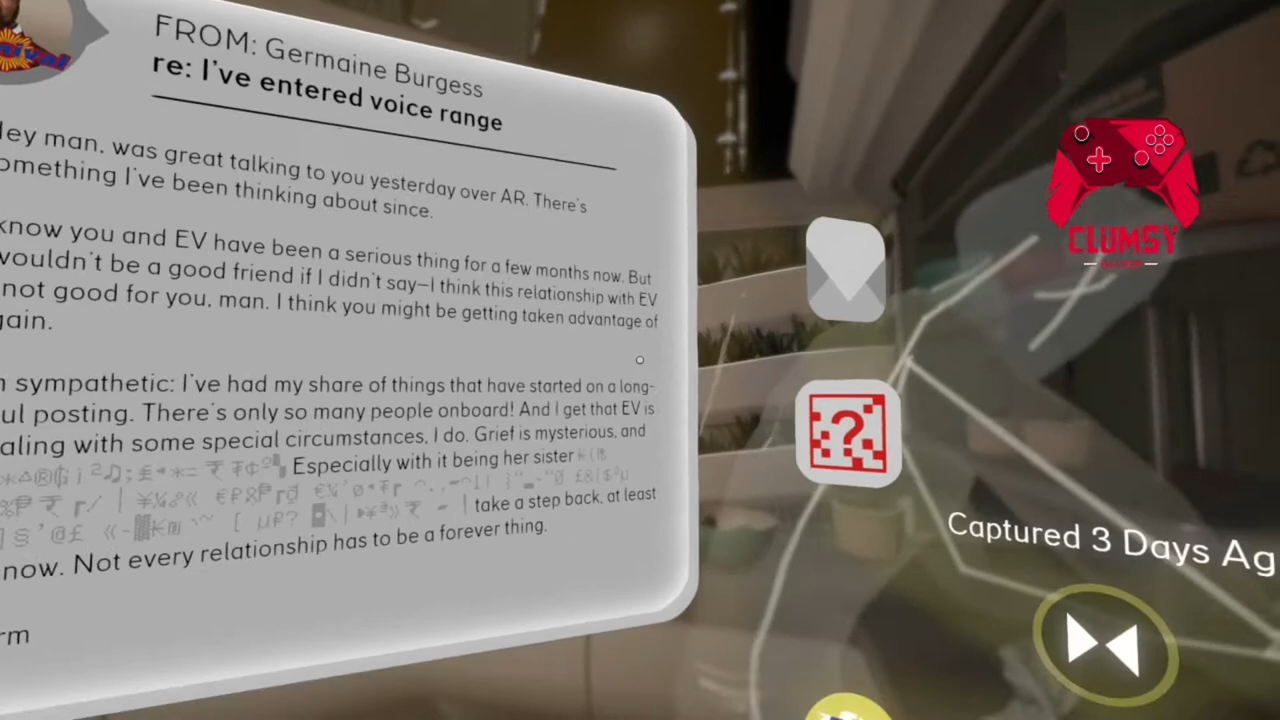 FROM: Germaine Burgess
re: I've entered voice range
ey man, was great talking to you yesterday over AR. There's
omething I've been thinking about since.
know you and EV have been a serious thing for a few months now. But
wouldn't be a good friend if I didn't say—I think this relationship with EV
not good for you, man. I think you might be getting taken advantage of
gain.
sympathetic: I've had my share of things that have started on a long-
ul posting. There's only so many people onboard! And I get that EV is
aling with some special circumstances, I do. Grief is mysterious, and
Especially with it being her sister
take a step back, at least
now. Not every relationship has to be a forever thing.
rm
CLUMSY
GAMER
?
Captured 3 Days Ag